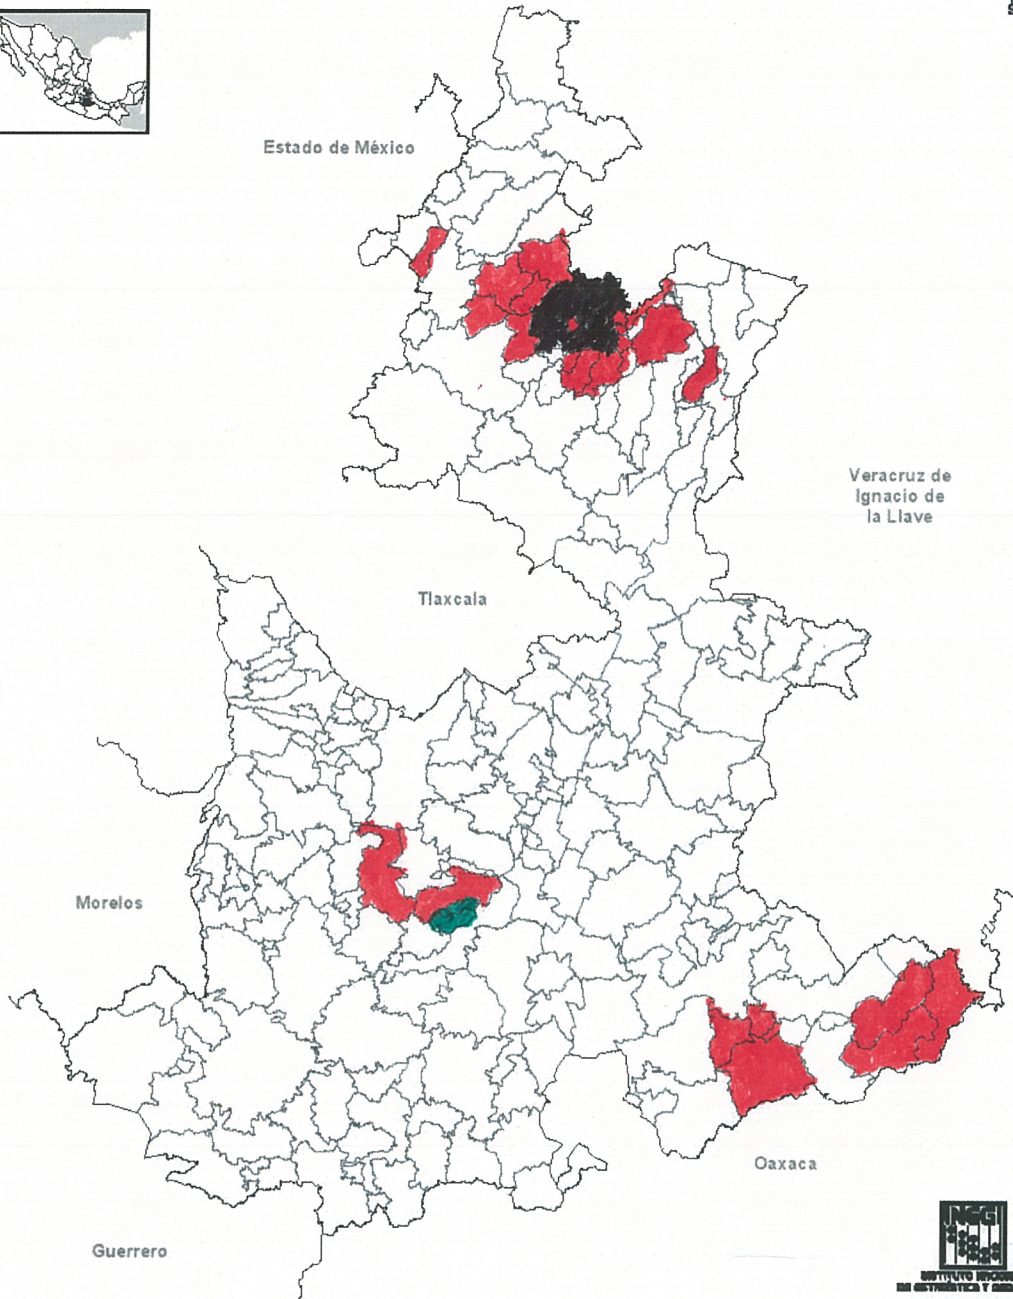 Estado de México
Veracruz de
Ignacio de
la Llave
Tlaxcala
Morelos
Oaxaca
Guerrero
INEGI